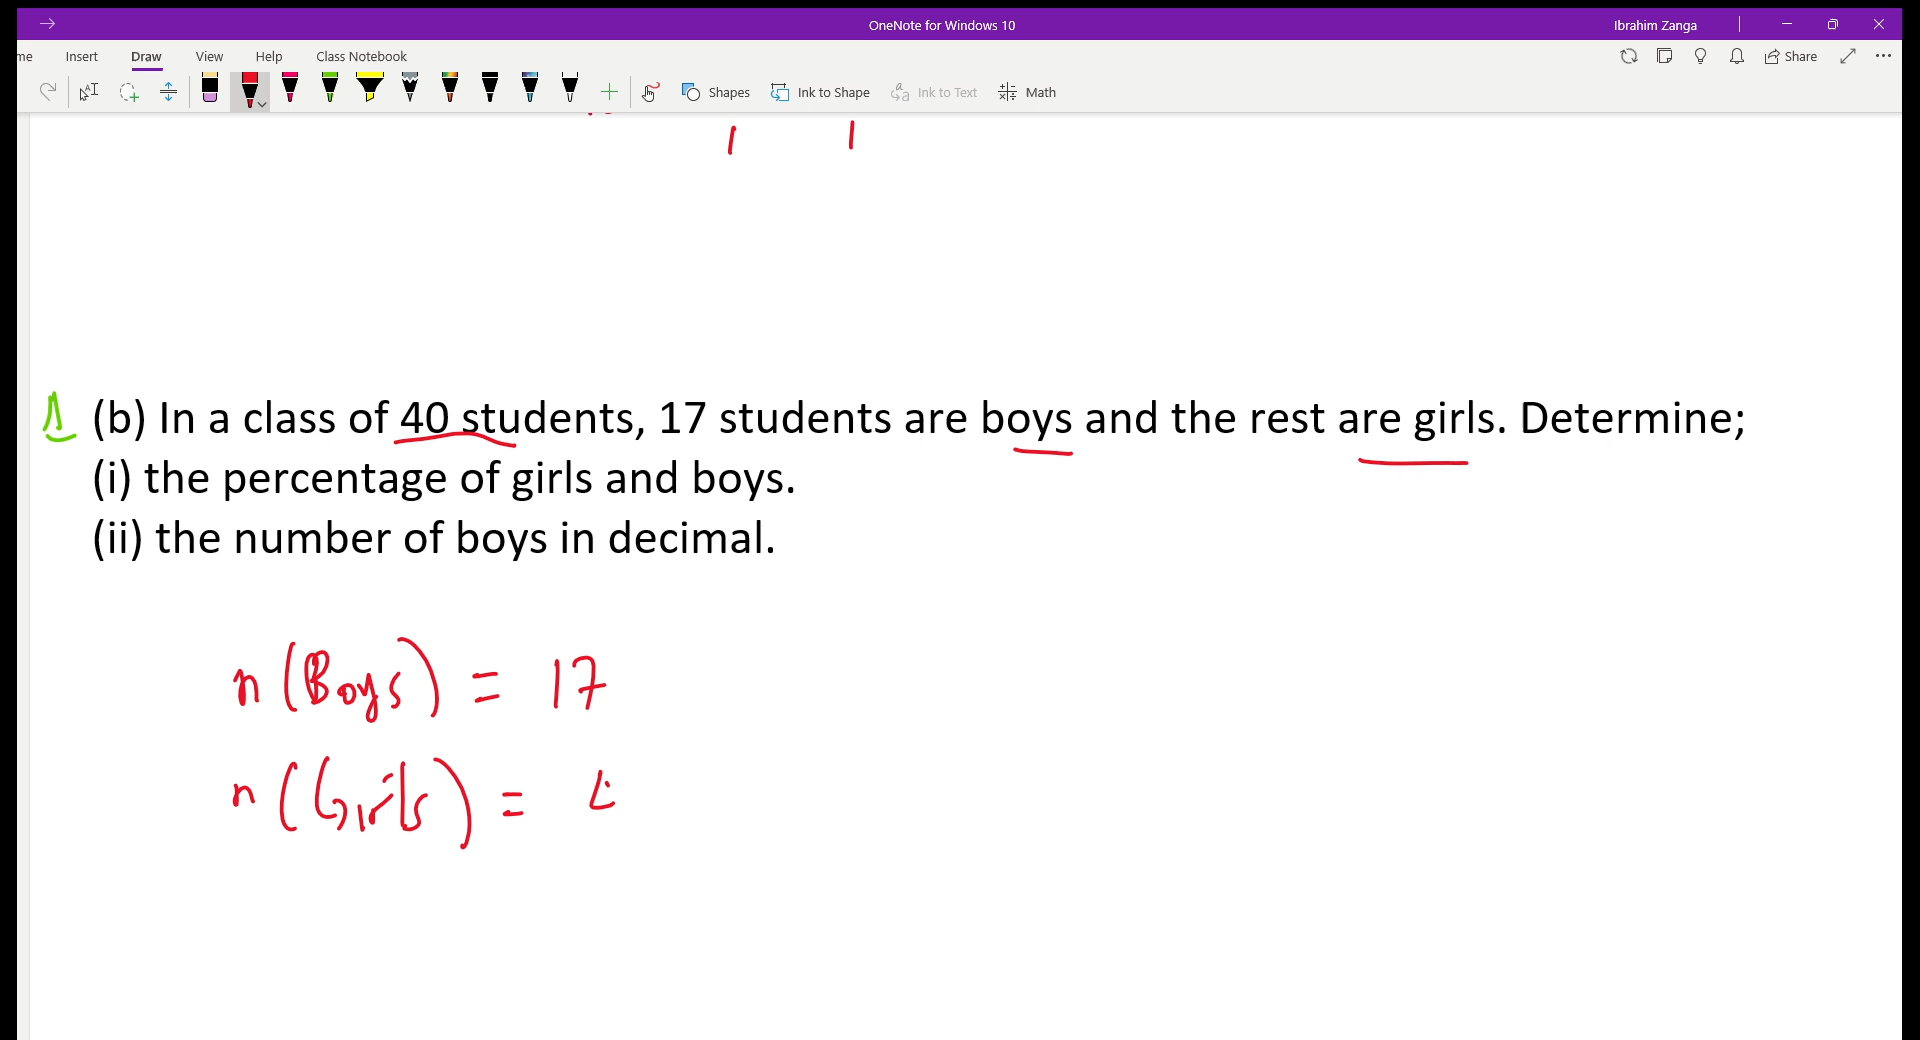 OneNote for Windows 10 Ibrahim Zanga
me Insert Draw View Help Class Notebook Share
Shapes Ink to Shape Ink to Text Math
1 (b) In a class of 40 students, 17 students are boys and the rest are girls. Determine;
(i) the percentage of girls and boys.
(ii) the number of boys in decimal.
n(Boys) = 17
n(Girls) =